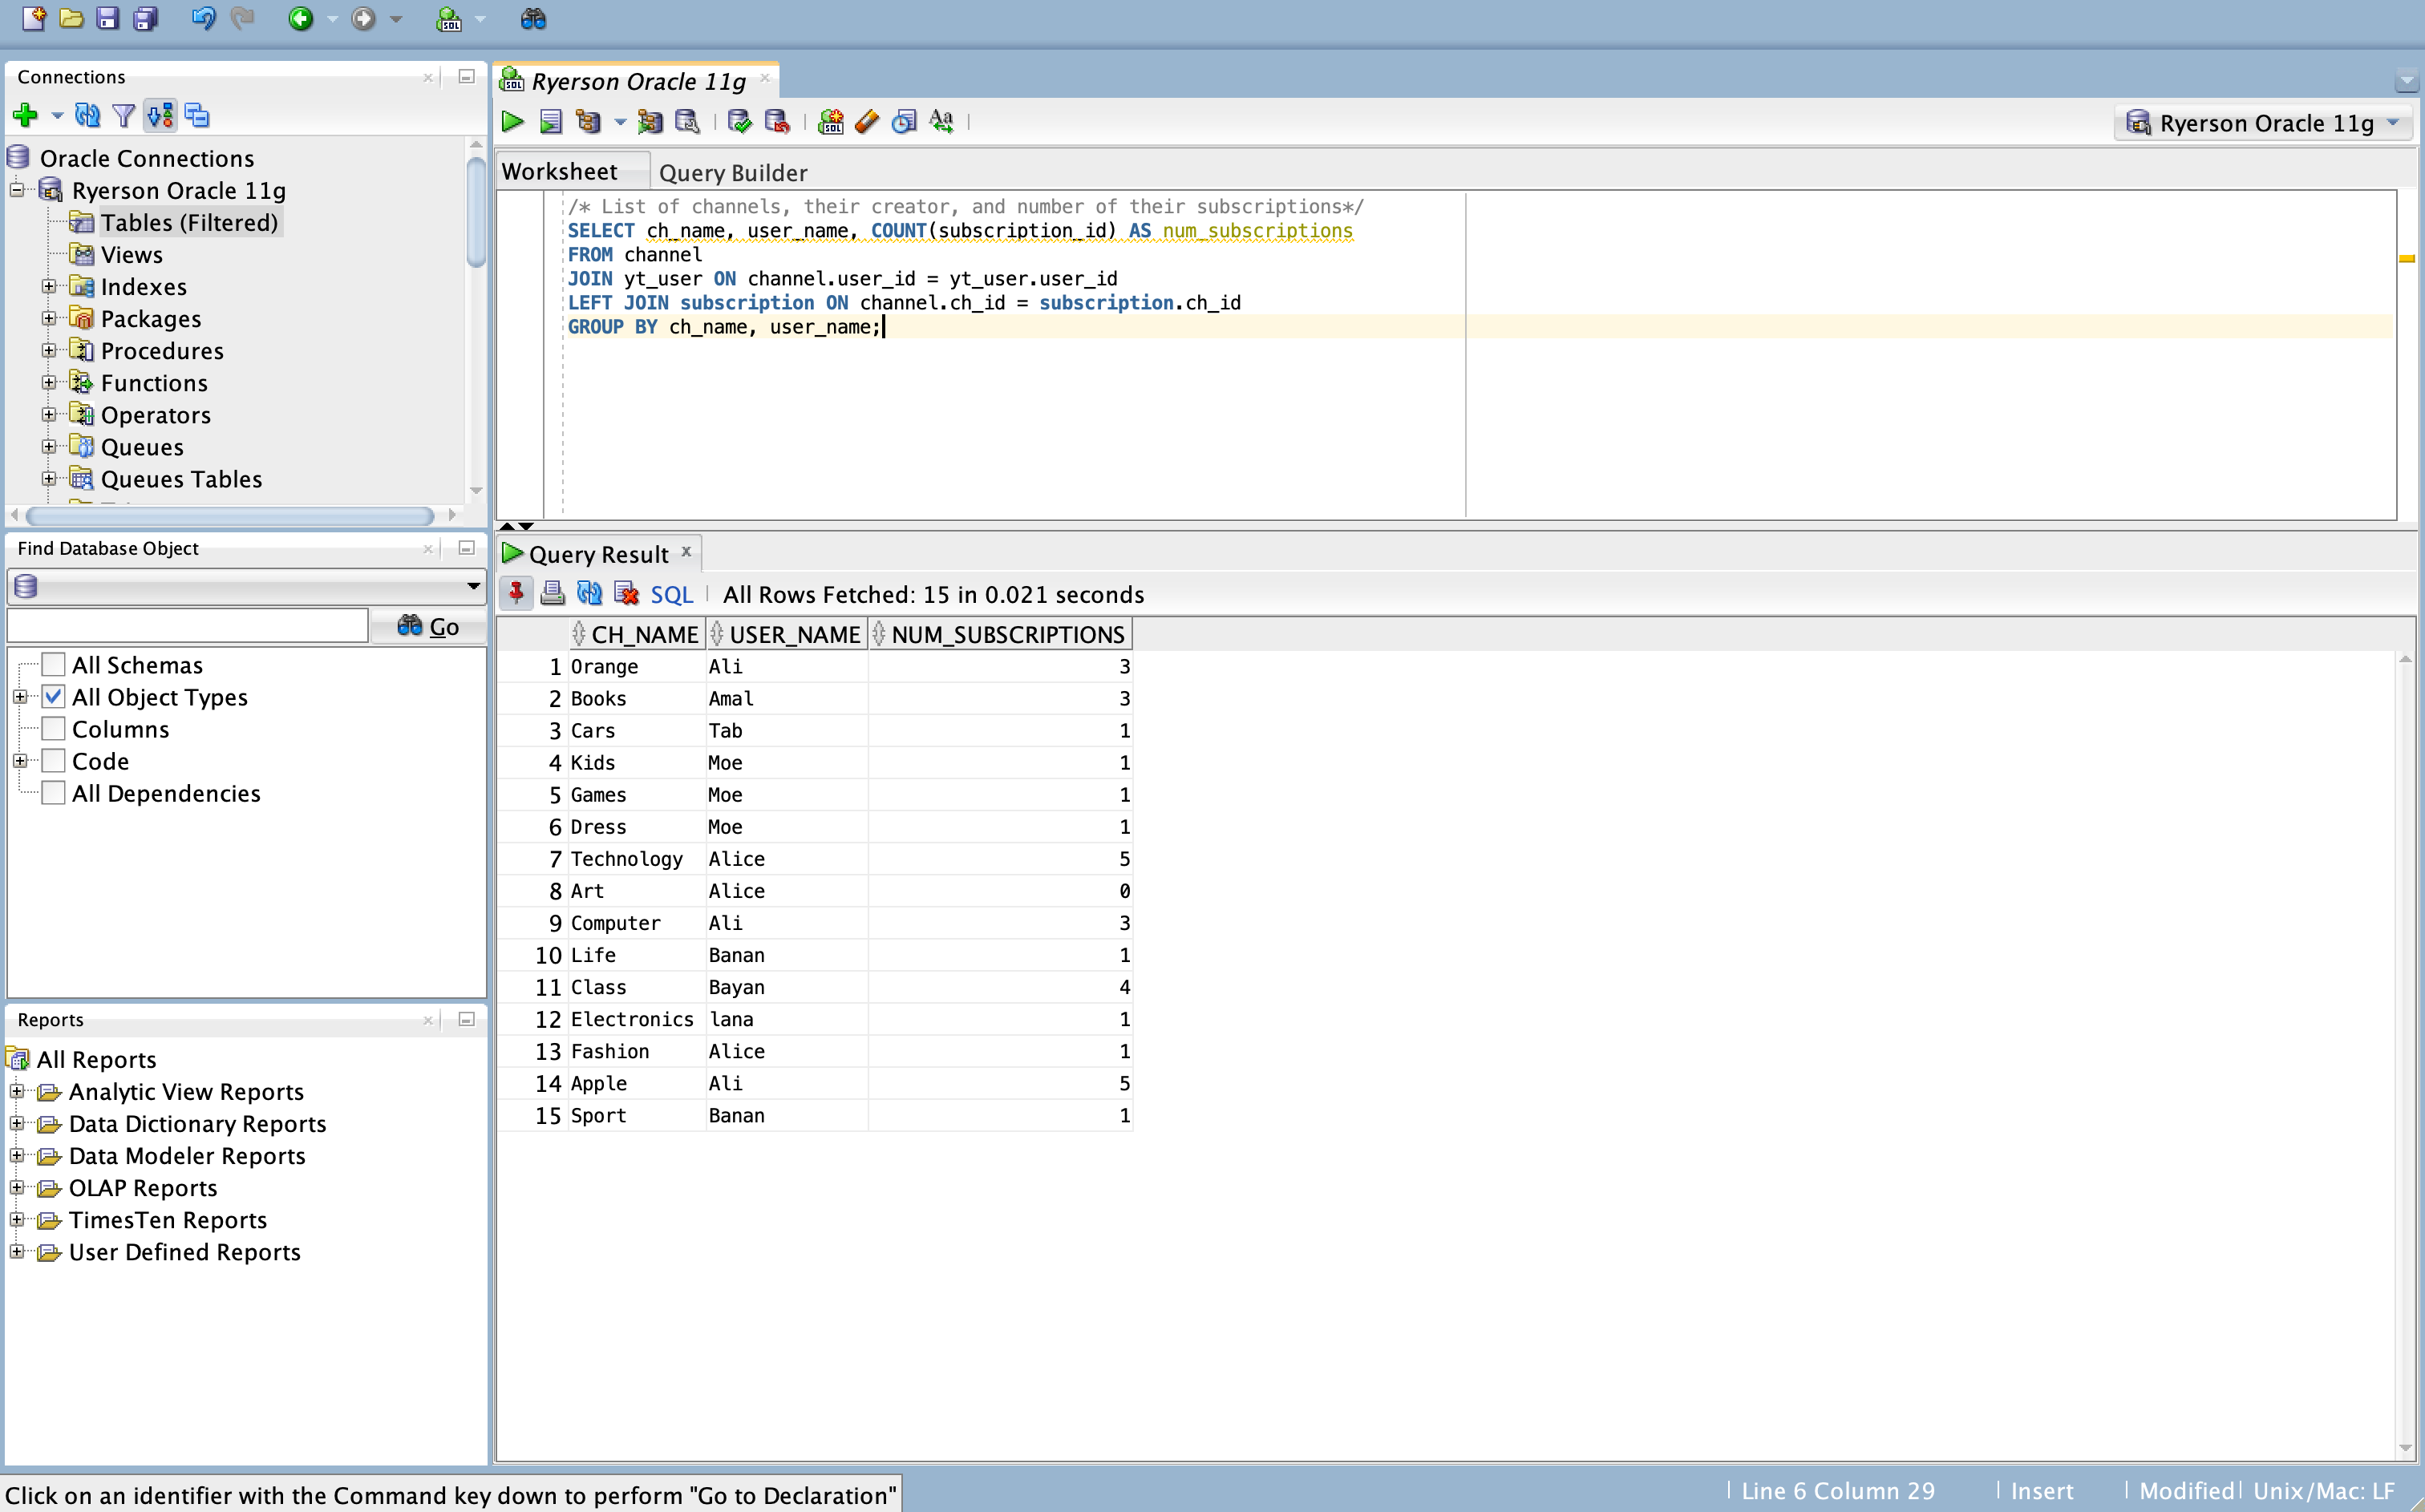 Connections
Oracle Connections
Ryerson Oracle 11g
Tables (Filtered)
Views
Indexes
Packages
Procedures
Functions
Operators
Queues
Queues Tables
Find Database Object
Go
All Schemas
All Object Types
Columns
Code
All Dependencies
Reports
All Reports
Analytic View Reports
Data Dictionary Reports
Data Modeler Reports
OLAP Reports
TimesTen Reports
User Defined Reports
Ryerson Oracle 11g
Ryerson Oracle 11g
Worksheet Query Builder
/* List of channels, their creator, and number of their subscriptions*/
SELECT ch_name, user_name, COUNT(subscription_id) AS num_subscriptions
FROM channel
JOIN yt_user ON channel.user_id = yt_user.user_id
LEFT JOIN subscription ON channel.ch_id = subscription.ch_id
GROUP BY ch_name, user_name;
Query Result
SQL All Rows Fetched: 15 in 0.021 seconds
CH_NAME USER_NAME NUM_SUBSCRIPTIONS
1 Orange Ali 3
2 Books Amal 3
3 Cars Tab 1
4 Kids Moe 1
5 Games Moe 1
6 Dress Moe 1
7 Technology Alice 5
8 Art Alice 0
9 Computer Ali 3
10 Life Banan 1
11 Class Bayan 4
12 Electronics lana 1
13 Fashion Alice 1
14 Apple Ali 5
15 Sport Banan 1
Click on an identifier with the Command key down to perform "Go to Declaration"
Line 6 Column 29 Insert Modified Unix/Mac: LF